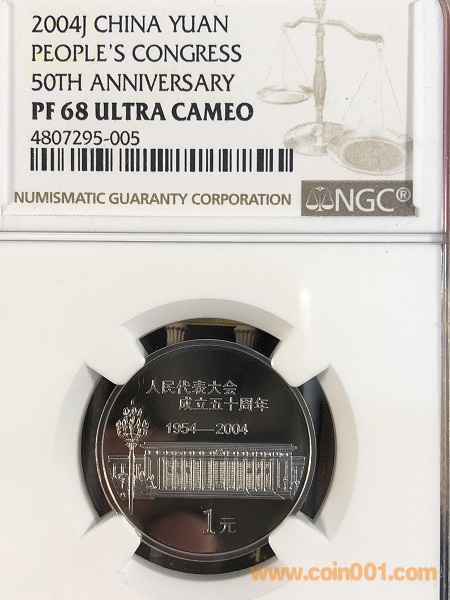 2004J CHINA YUAN
PEOPLE'S CONGRESS
50TH ANNIVERSARY
PF 68 ULTRA CAMEO
4807295-005
NUMISMATIC GUARANTY CORPORATION
NGC®
人民代表大会
成立五十周年
1954—2004
1元
www.coin001.com